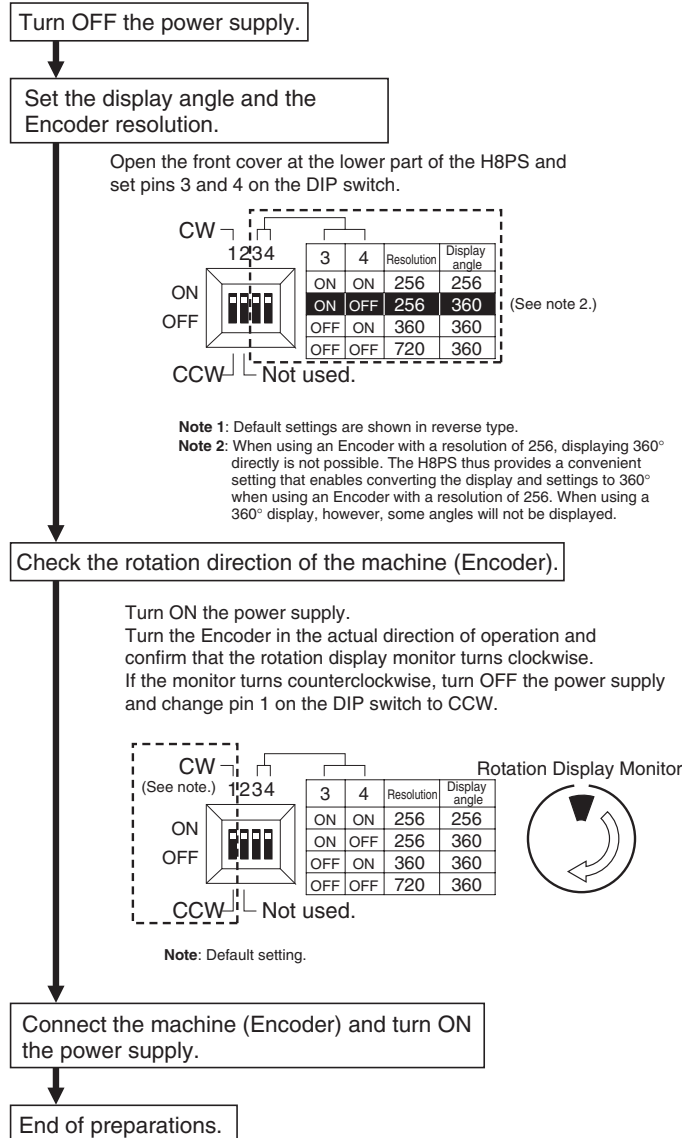 Turn OFF the power supply.
Set the display angle and the
Encoder resolution.
Open the front cover at the lower part of the H8PS and
set pins 3 and 4 on the DIP switch.
CW
1234
ON
OFF
CCW
Not used.
3 4 Resolution Display angle
ON ON 256 256
ON OFF 256 360
OFF ON 360 360
OFF OFF 720 360
(See note 2.)
Note 1: Default settings are shown in reverse type.
Note 2: When using an Encoder with a resolution of 256, displaying 360°
directly is not possible. The H8PS thus provides a convenient
setting that enables converting the display and settings to 360°
when using an Encoder with a resolution of 256. When using a
360° display, however, some angles will not be displayed.
Check the rotation direction of the machine (Encoder).
Turn ON the power supply.
Turn the Encoder in the actual direction of operation and
confirm that the rotation display monitor turns clockwise.
If the monitor turns counterclockwise, turn OFF the power supply
and change pin 1 on the DIP switch to CCW.
CW
(See note.)
1234
ON
OFF
CCW
Not used.
3 4 Resolution Display angle
ON ON 256 256
ON OFF 256 360
OFF ON 360 360
OFF OFF 720 360
Rotation Display Monitor
Note: Default setting.
Connect the machine (Encoder) and turn ON
the power supply.
End of preparations.